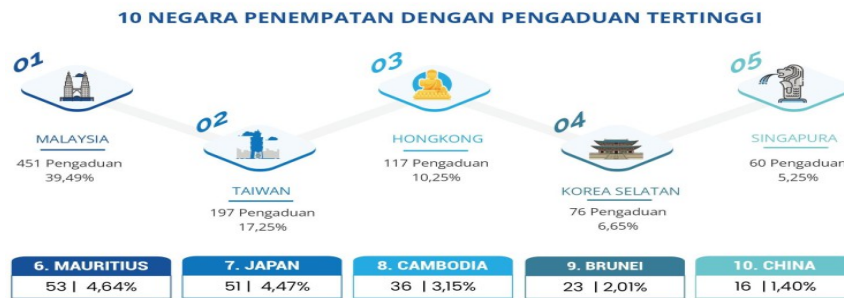 10 NEGARA PENEMPATAN DENGAN PENGADUAN TERTINGGI
01
MALAYSIA
451 Pengaduan
39,49%
02
TAIWAN
197 Pengaduan
17,25%
03
HONGKONG
117 Pengaduan
10,25%
04
KOREA SELATAN
76 Pengaduan
6,65%
05
SINGAPURA
60 Pengaduan
5,25%
6. MAURITIUS
53 | 4,64%
7. JAPAN
51 | 4,47%
8. CAMBODIA
36 | 3,15%
9. BRUNEI
23 | 2,01%
10. CHINA
16 | 1,40%